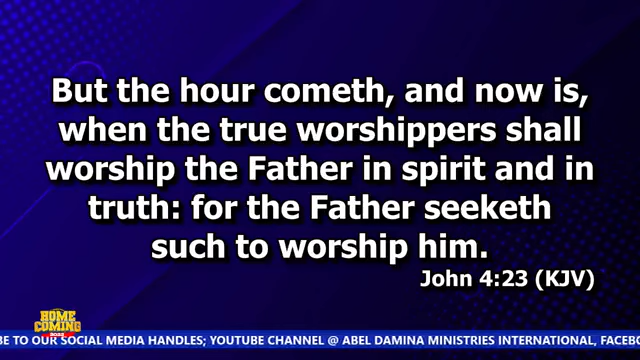 But the hour cometh, and now is,
when the true worshippers shall
worship the Father in spirit and in
truth: for the Father seeketh
such to worship him.
John 4:23 (KJV)
HOME
COMING
2022
BE TO OUR SOCIAL MEDIA HANDLES; YOUTUBE CHANNEL @ ABEL DAMINA MINISTRIES INTERNATIONAL, FACEBO